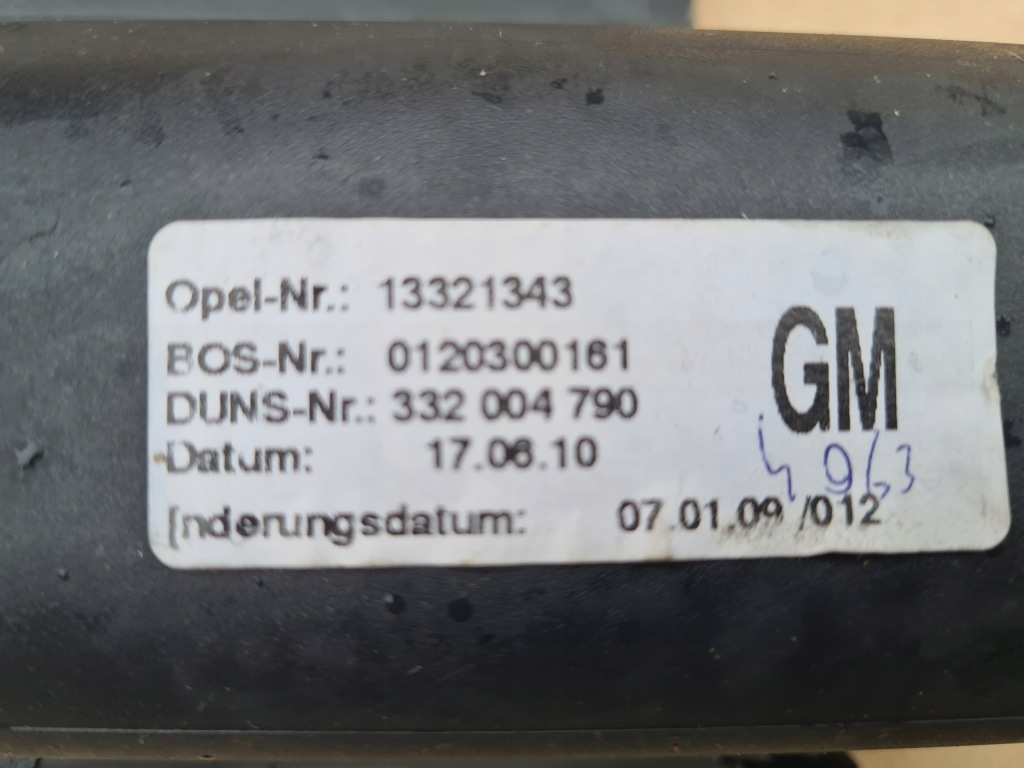 Opel-Nr.: 13321343
BOS-Nr.: 0120300161
DUNS-Nr.: 332 004 790
GM
Datum: 17.06.10
4963
[nderungsdatum: 07.01.09 /012